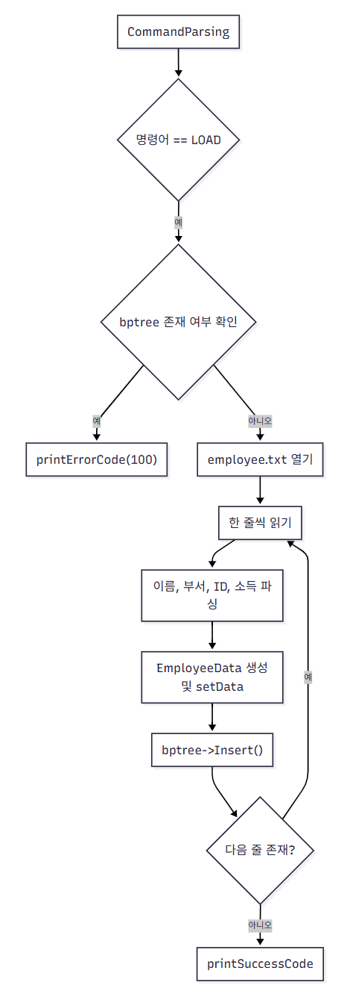 CommandParsing
명령어 == LOAD
예
bptree 존재 여부 확인
예
아니오
printErrorCode(100)
employee.txt 열기
한 줄씩 읽기
이름, 부서, ID, 소득 파
싱
EmployeeData 생성
및 setData
예
bptree->Insert()
다음 줄 존재?
아니오
printSuccessCode